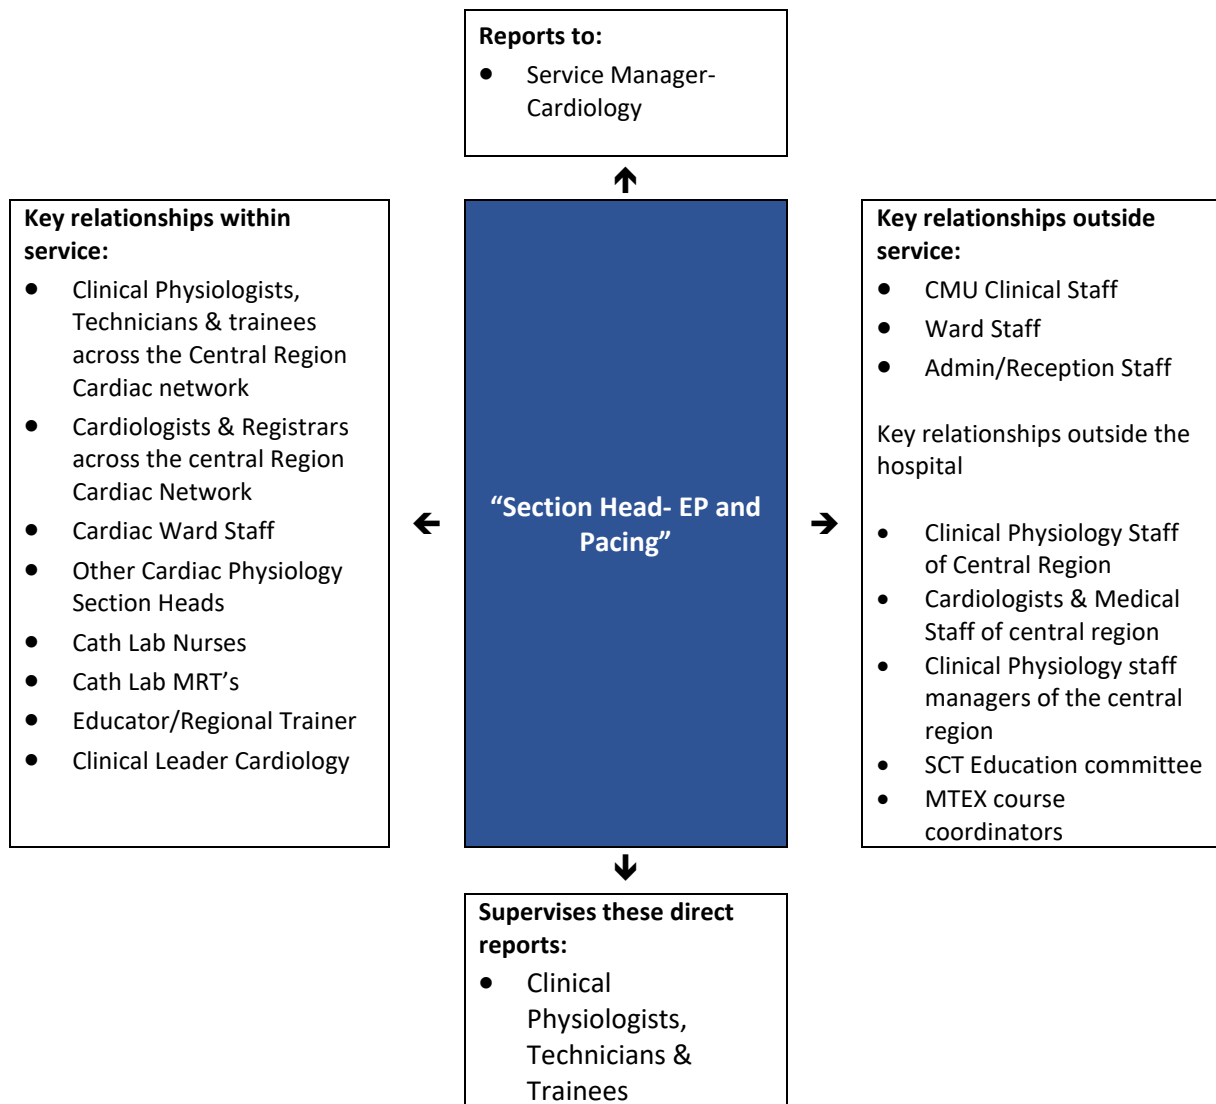 Reports to:
● Service Manager-
Cardiology
Key relationships within
service:
● Clinical Physiologists,
Technicians & trainees
across the Central Region
Cardiac network
● Cardiologists & Registrars
across the central Region
Cardiac Network
● Cardiac Ward Staff
● Other Cardiac Physiology
Section Heads
● Cath Lab Nurses
● Cath Lab MRT’s
● Educator/Regional Trainer
● Clinical Leader Cardiology
“Section Head- EP and
Pacing”
Key relationships outside
service:
● CMU Clinical Staff
● Ward Staff
● Admin/Reception Staff
Key relationships outside the
hospital
● Clinical Physiology Staff
of Central Region
● Cardiologists & Medical
Staff of central region
● Clinical Physiology staff
managers of the central
region
● SCT Education committee
● MTEX course
coordinators
Supervises these direct
reports:
● Clinical
Physiologists,
Technicians &
Trainees